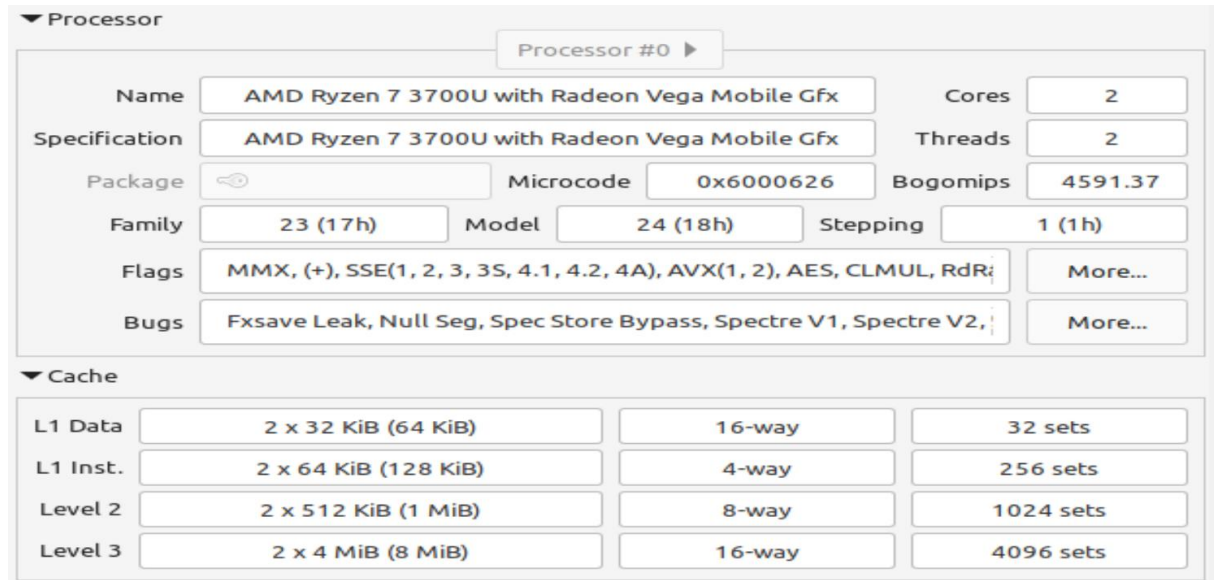 Processor
Processor #0
Name AMD Ryzen 7 3700U with Radeon Vega Mobile Gfx Cores 2
Specification AMD Ryzen 7 3700U with Radeon Vega Mobile Gfx Threads 2
Package Microcode 0x6000626 Bogomips 4591.37
Family 23 (17h) Model 24 (18h) Stepping 1 (1h)
Flags MMX, (+), SSE(1, 2, 3, 3S, 4.1, 4.2, 4A), AVX(1, 2), AES, CLMUL, More...
Bugs Fxsave Leak, Null Seg, Spec Store Bypass, Spectre V1, Spectre V2, More...
Cache
L1 Data 2 x 32 KiB (64 KiB) 16-way 32 sets
L1 Inst. 2 x 64 KiB (128 KiB) 4-way 256 sets
Level 2 2 x 512 KiB (1 MiB) 8-way 1024 sets
Level 3 2 x 4 MiB (8 MiB) 16-way 4096 sets